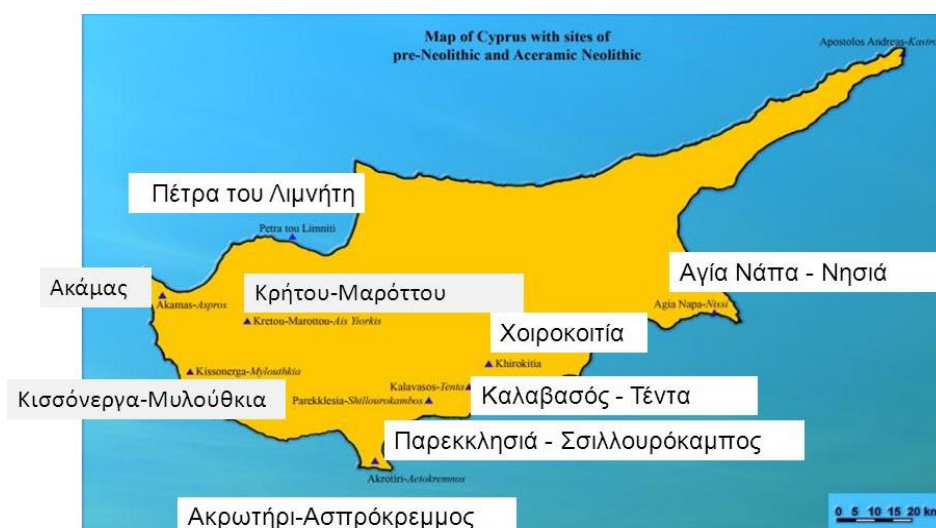 Map of Cyprus with sites of
pre-Neolithic and Aceramic Neolithic
Apostolos Andreas-Kastros
Πέτρα του Λιμνήτη
Petra tou Limniti
Αγία Νάπα - Νησιά
Ακάμας
Κρήτου-Μαρόττου
Akamas-Aspros
Agia Napa-Nissi
Kretou-Marottou-Ais Yiorkis
Χοιροκοιτία
Khirokitia
Kissonerga-Mylouthkia
Κισσόνεργα-Μυλούθκια
Kalavasos-Tenta
Καλαβασός - Τέντα
Parekklesia-Shillourokambos
Παρεκκλησιά - Σσιλλουρόκαμπος
Akrotiri-Aetokremnos
Ακρωτήρι-Ασπρόκρεμμος
0 5 10 15 20 km